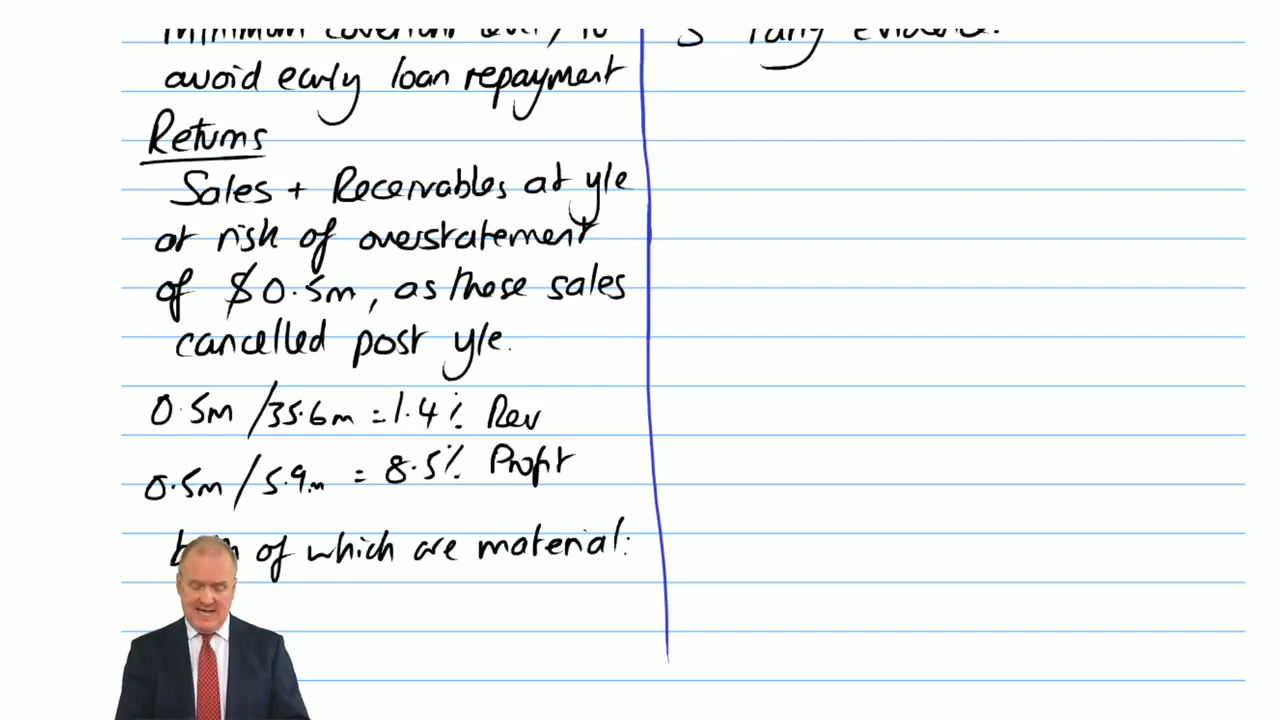 avoid early loan repayment
Returns
Sales + Receivables at y/e
at risk of overstatement
of $0.5m, as these sales
cancelled post y/e.
0.5m / 35.6m = 1.4% Rev
0.5m / 5.9m = 8.5% Profit
of which are material.